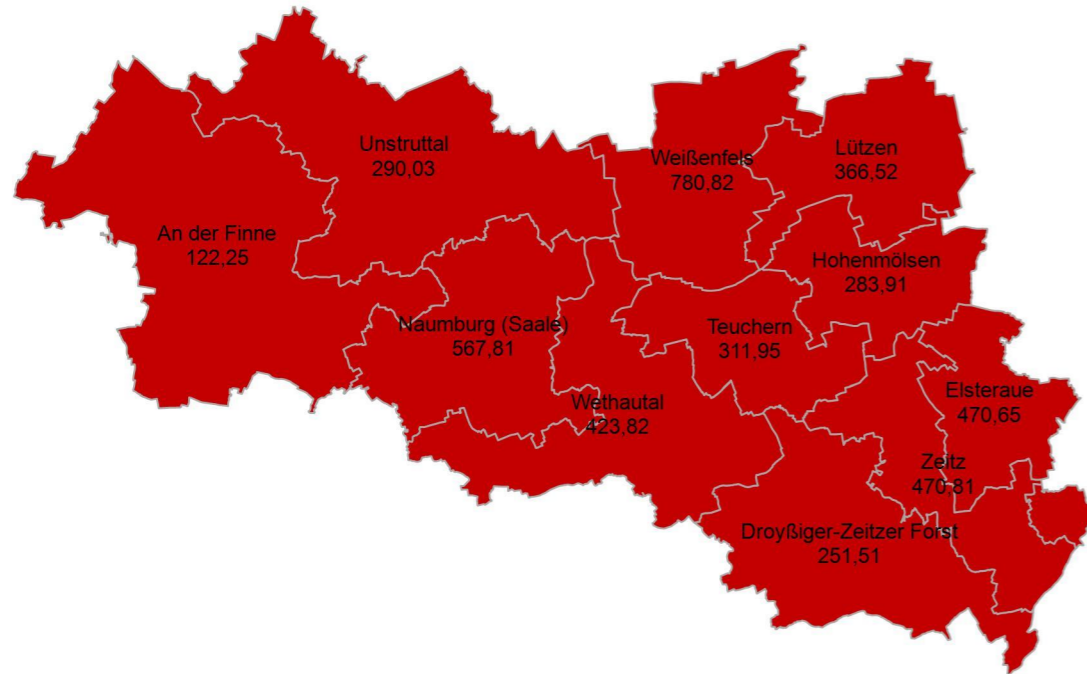 Unstruttal
290,03
Weißenfels
780,82
Lützen
366,52
An der Finne
122,25
Hohenmölsen
283,91
Naumburg (Saale)
567,81
Teuchern
311,95
Wethautal
423,82
Elsteraue
470,65
Zeitz
470,81
Droyßiger-Zeitzer Forst
251,51